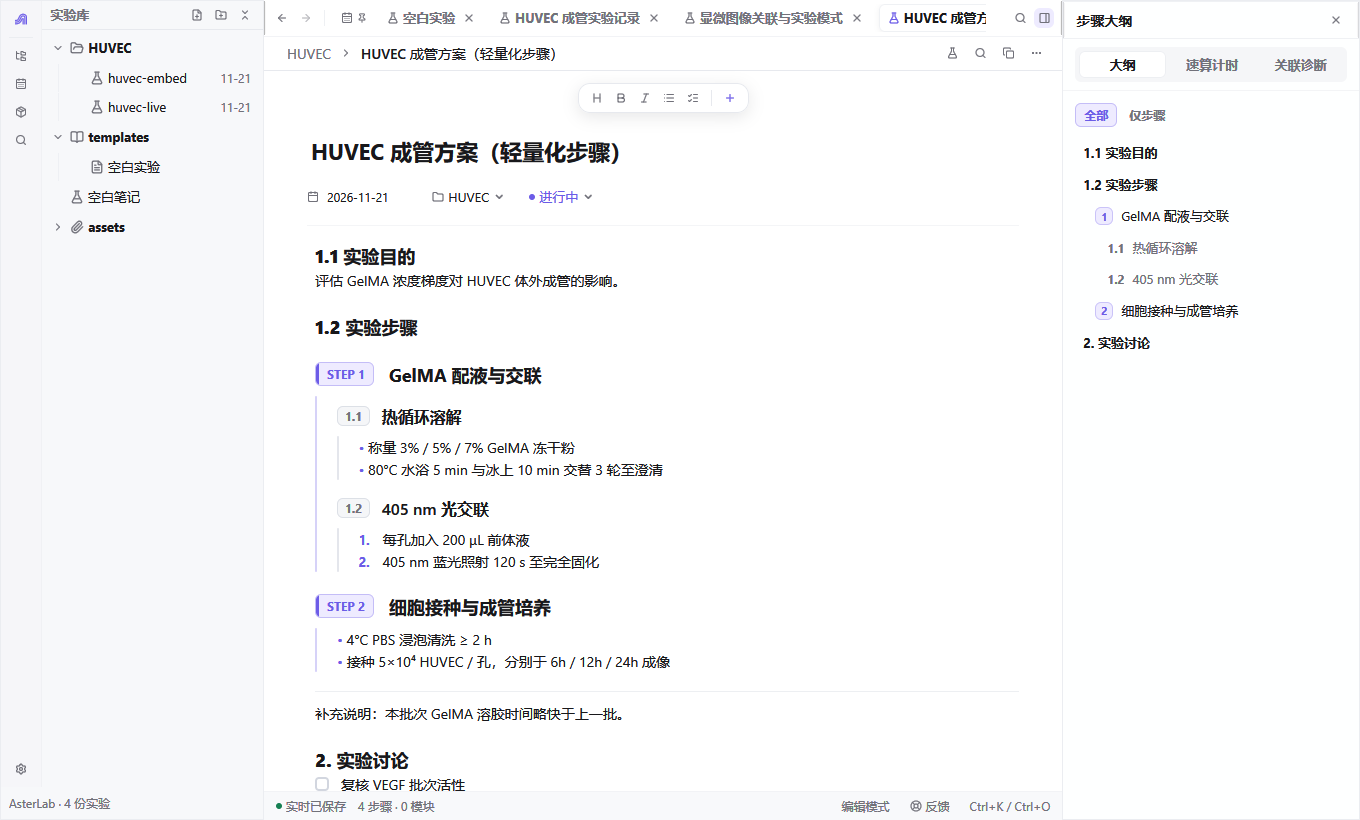 实验库
HUVEC
huvec-embed 11-21
huvec-live 11-21
templates
空白实验
空白笔记
assets
AsterLab · 4 份实验
空白实验
HUVEC 成管实验记录
显微图像关联与实验模式
HUVEC 成管方
HUVEC > HUVEC 成管方案（轻量化步骤）
H B I
HUVEC 成管方案（轻量化步骤）
2026-11-21 HUVEC 进行中
1.1 实验目的
评估 GelMA 浓度梯度对 HUVEC 体外成管的影响。
1.2 实验步骤
STEP 1 GelMA 配液与交联
1.1 热循环溶解
• 称量 3% / 5% / 7% GelMA 冻干粉
• 80°C 水浴 5 min 与冰上 10 min 交替 3 轮至澄清
1.2 405 nm 光交联
1. 每孔加入 200 µL 前体液
2. 405 nm 蓝光照射 120 s 至完全固化
STEP 2 细胞接种与成管培养
• 4°C PBS 浸泡清洗 ≥ 2 h
• 接种 5×10⁴ HUVEC / 孔，分别于 6h / 12h / 24h 成像
补充说明：本批次 GelMA 溶胶时间略快于上一批。
2. 实验讨论
复核 VEGF 批次活性
实时已保存 4 步骤 · 0 模块
编辑模式 反馈 Ctrl+K / Ctrl+O
步骤大纲
大纲 速算计时 关联诊断
全部 仅步骤
1.1 实验目的
1.2 实验步骤
1 GelMA 配液与交联
1.1 热循环溶解
1.2 405 nm 光交联
2 细胞接种与成管培养
2. 实验讨论